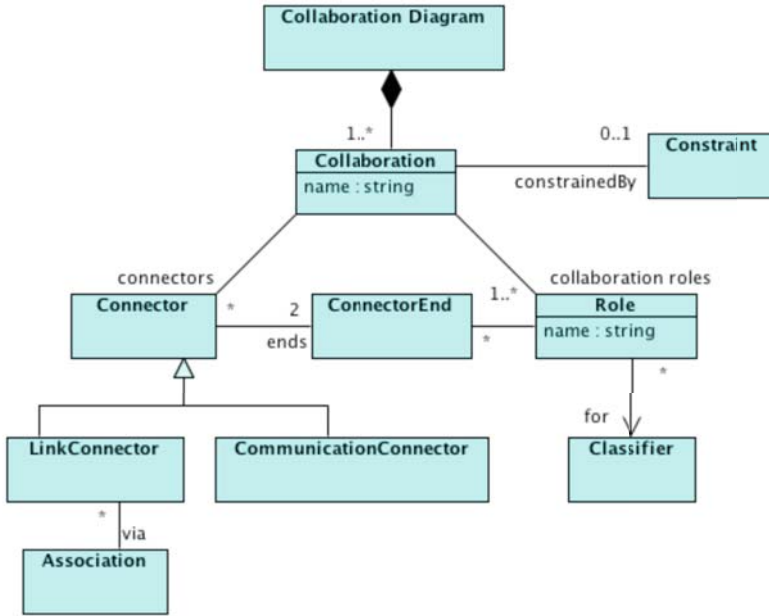 Collaboration Diagram
1..*
0..1
Collaboration
name : string
Constraint
constrainedBy
connectors
collaboration roles
Connector
*
2
ends
ConnectorEnd
1..*
*
Role
name : string
*
for
LinkConnector
CommunicationConnector
Classifier
*
via
Association